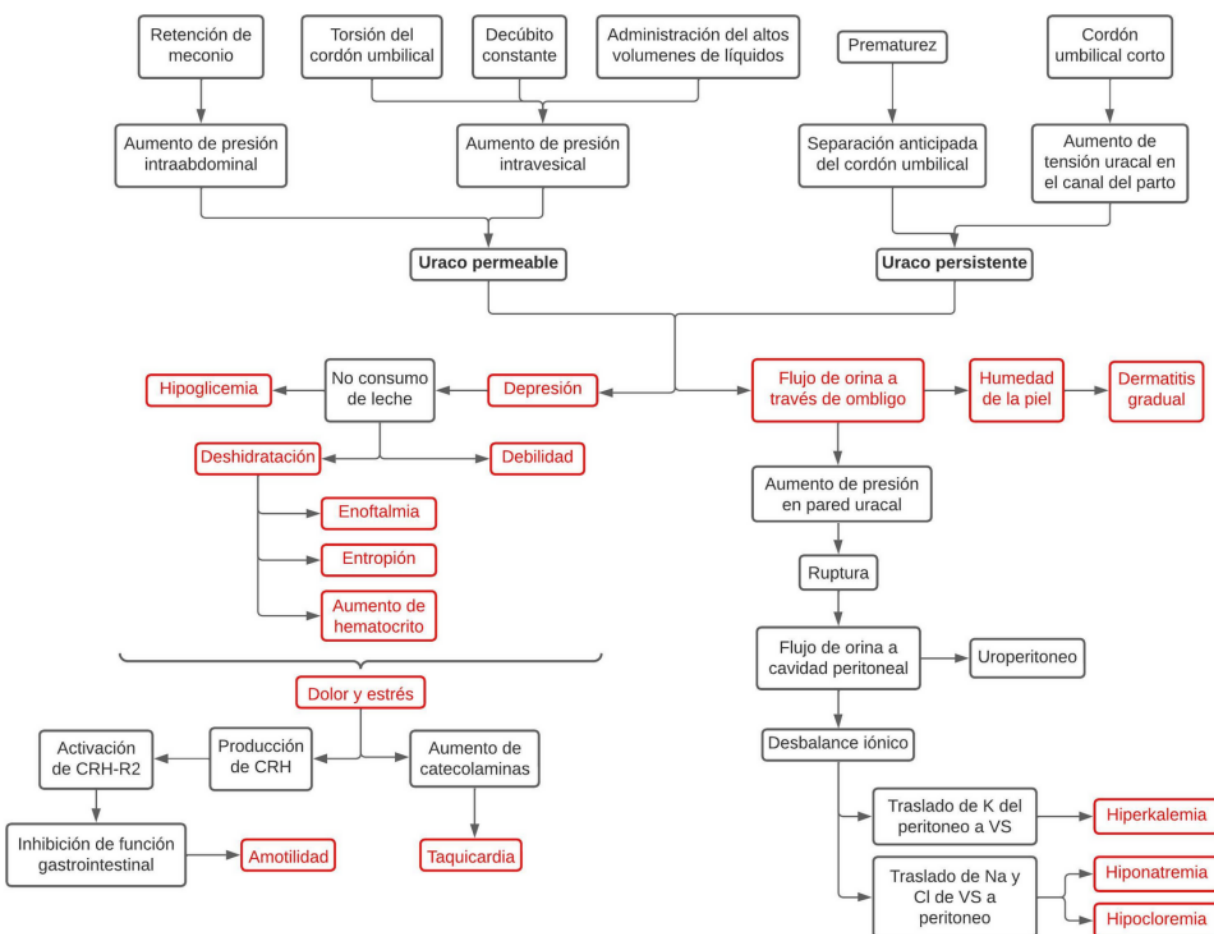 Retención de
meconio
Torsión del
cordón umbilical
Decúbito
constante
Administración del altos
volumenes de líquidos
Prematurez
Cordón
umbilical corto
Aumento de presión
intraabdominal
Aumento de presión
intravesical
Separación anticipada
del cordón umbilical
Aumento de
tensión uracal en
el canal del parto
Uraco permeable
Uraco persistente
Hipoglicemia
No consumo
de leche
Depresión
Flujo de orina a
través de ombligo
Humedad
de la piel
Dermatitis
gradual
Deshidratación
Debilidad
Enoftalmia
Entropión
Aumento de
hematocrito
Aumento de presión
en pared uracal
Ruptura
Flujo de orina a
cavidad peritoneal
Uroperitoneo
Dolor y estrés
Activación
de CRH-R2
Producción
de CRH
Aumento de
catecolaminas
Desbalance iónico
Inhibición de función
gastrointestinal
Amotilidad
Taquicardia
Traslado de K del
peritoneo a VS
Hiperkalemia
Traslado de Na y
Cl de VS a
peritoneo
Hiponatremia
Hipocloremia